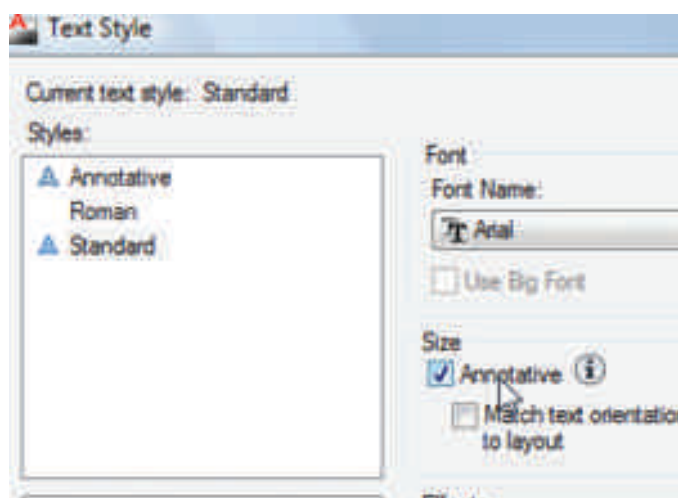 Text Style
Current text style: Standard
Styles:
Annotative
Roman
Standard
Font
Font Name:
Arial
Use Big Font
Size
Annotative
Match text orientation
to layout